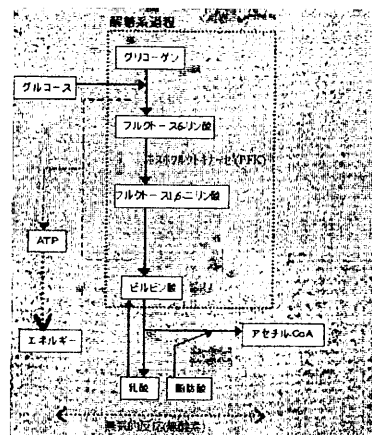 解糖系過程
グリコーゲン
グルコース
フルクトース6-リン酸
ホスホフルクトキナーゼ(PFK)
フルクトース1,6-ニリン酸
ATP
ピルビン酸
エネルギー
アセチルCoA
乳酸
脂肪酸
無気的反応(無酸素)